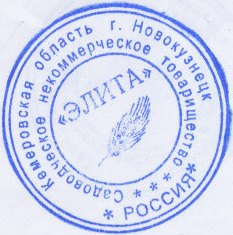 Кемеровская область г. Новокузнецк
* РОССИЯ *
Садоводческое некоммерческое товарищество
* * *
"ЭЛИТА"